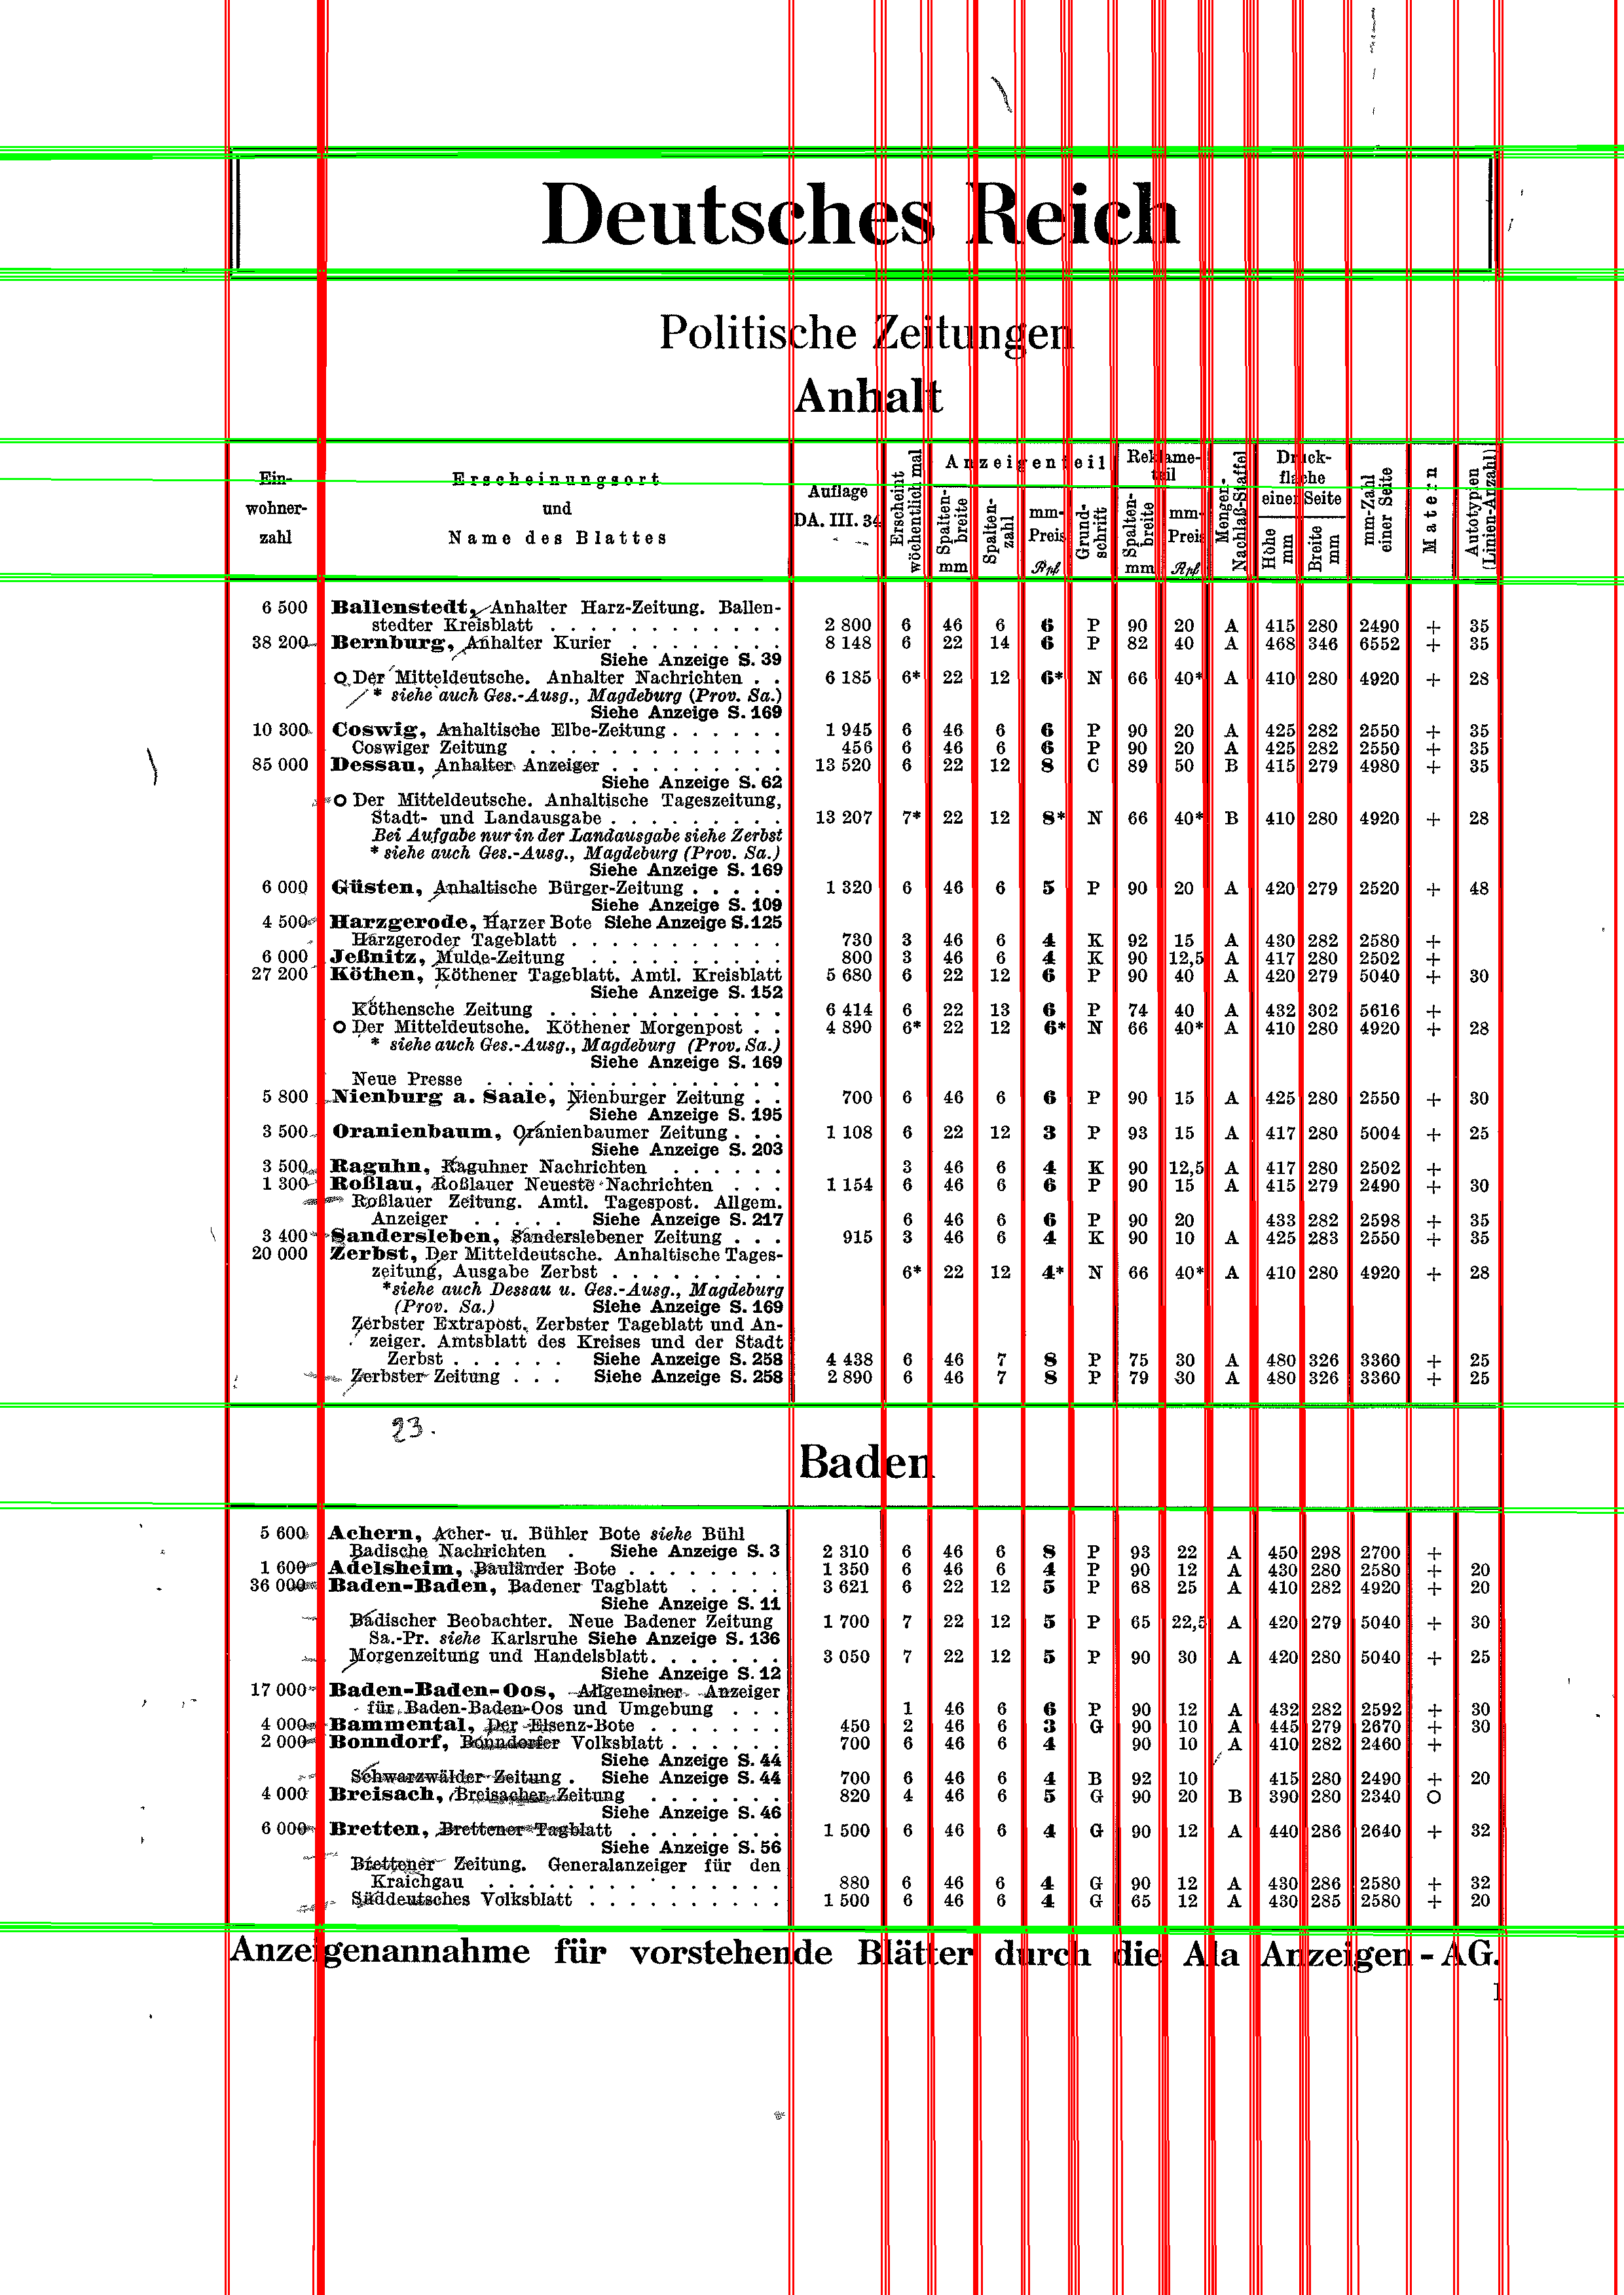 Deutsches Reich
Politische Zeitungen
Anhalt
Ein-
wohner-
zahl
Erscheinungsort
und
Name des Blattes
Auflage
DA. III. 34
Erscheint
wöchentlich mal
Anzeigenteil
Spalten-
breite
mm
Spalten-
zahl
mm-
Preis
Rpf
Grund-
schrift
Reklame-
teil
Spalten-
breite
mm
mm-
Preis
Rpf
Mengen-
Nachlaß-Staffel
Druck-
fläche
einer Seite
Höhe
mm
Breite
mm
mm-Zahl
einer Seite
Matern
Autotypien
(Linien-Anzahl)
6 500 Ballenstedt, Anhalter Harz-Zeitung. Ballen-
stedter Kreisblatt . . . 2 800 6 46 6 6 P 90 20 A 415 280 2490 + 35
38 200 Bernburg, Anhalter Kurier . . . 8 148 6 22 14 6 P 82 40 A 468 346 6552 + 35
Siehe Anzeige S. 39
O Der Mitteldeutsche. Anhalter Nachrichten . . 6 185 6* 22 12 6* N 66 40* A 410 280 4920 + 28
* siehe auch Ges.-Ausg., Magdeburg (Prov. Sa.)
Siehe Anzeige S. 169
10 300 Coswig, Anhaltische Elbe-Zeitung . . . 1 945 6 46 6 6 P 90 20 A 425 282 2550 + 35
Coswiger Zeitung . . . 456 6 46 6 6 P 90 20 A 425 282 2550 + 35
85 000 Dessau, Anhalter Anzeiger . . . 13 520 6 22 12 8 C 89 50 B 415 279 4980 + 35
Siehe Anzeige S. 62
O Der Mitteldeutsche. Anhaltische Tageszeitung,
Stadt- und Landausgabe . . . 13 207 7* 22 12 8* N 66 40* B 410 280 4920 + 28
Bei Aufgabe nur in der Landausgabe siehe Zerbst
* siehe auch Ges.-Ausg., Magdeburg (Prov. Sa.)
Siehe Anzeige S. 169
6 000 Güsten, Anhaltische Bürger-Zeitung . . . 1 320 6 46 6 5 P 90 20 A 420 279 2520 + 48
Siehe Anzeige S. 109
4 500 Harzgerode, Harzer Bote Siehe Anzeige S. 125
Harzgeroder Tageblatt . . . 730 3 46 6 4 K 92 15 A 430 282 2580 +
6 000 Jeßnitz, Mulde-Zeitung . . . 800 3 46 6 4 K 90 12,5 A 417 280 2502 +
27 200 Köthen, Köthener Tageblatt. Amtl. Kreisblatt 5 680 6 22 12 6 P 90 40 A 420 279 5040 + 30
Siehe Anzeige S. 152
Köthensche Zeitung . . . 6 414 6 22 13 6 P 74 40 A 432 302 5616 +
O Der Mitteldeutsche. Köthener Morgenpost . . 4 890 6* 22 12 6* N 66 40* A 410 280 4920 + 28
* siehe auch Ges.-Ausg., Magdeburg (Prov. Sa.)
Siehe Anzeige S. 169
Neue Presse . . .
5 800 Nienburg a. Saale, Nienburger Zeitung . . 700 6 46 6 6 P 90 15 A 425 280 2550 + 30
Siehe Anzeige S. 195
3 500 Oranienbaum, Oranienbaumer Zeitung . . . 1 108 6 22 12 3 P 93 15 A 417 280 5004 + 25
Siehe Anzeige S. 203
3 500 Raguhn, Raguhner Nachrichten . . . 3 46 6 4 K 90 12,5 A 417 280 2502 +
1 300 Roßlau, Roßlauer Neueste Nachrichten . . . 1 154 6 46 6 6 P 90 15 A 415 279 2490 + 30
Roßlauer Zeitung. Amtl. Tagespost. Allgem.
Anzeiger . . . Siehe Anzeige S. 217 6 46 6 6 P 90 20 433 282 2598 + 35
3 400 Sandersleben, Sanderslebener Zeitung . . . 915 3 46 6 4 K 90 10 A 425 283 2550 + 35
20 000 Zerbst, Der Mitteldeutsche. Anhaltische Tages-
zeitung, Ausgabe Zerbst . . . 6* 22 12 4* N 66 40* A 410 280 4920 + 28
*siehe auch Dessau u. Ges.-Ausg., Magdeburg
(Prov. Sa.) Siehe Anzeige S. 169
Zerbster Extrapost. Zerbster Tageblatt und An-
zeiger. Amtsblatt des Kreises und der Stadt
Zerbst . . . Siehe Anzeige S. 258 4 438 6 46 7 8 P 75 30 A 480 326 3360 + 25
Zerbster Zeitung . . . Siehe Anzeige S. 258 2 890 6 46 7 8 P 79 30 A 480 326 3360 + 25
23.
Baden
5 600 Achern, Acher- u. Bühler Bote siehe Bühl
Badische Nachrichten . Siehe Anzeige S. 3 2 310 6 46 6 8 P 93 22 A 450 298 2700 +
1 600 Adelsheim, Bauländer Bote . . . 1 350 6 46 6 4 P 90 12 A 430 280 2580 + 20
36 000 Baden-Baden, Badener Tagblatt . . . 3 621 6 22 12 5 P 68 25 A 410 282 4920 + 20
Siehe Anzeige S. 11
Badischer Beobachter. Neue Badener Zeitung 1 700 7 22 12 5 P 65 22,5 A 420 279 5040 + 30
Sa.-Pr. siehe Karlsruhe Siehe Anzeige S. 136
Morgenzeitung und Handelsblatt . . . 3 050 7 22 12 5 P 90 30 A 420 280 5040 + 25
Siehe Anzeige S. 12
17 000 Baden-Baden-Oos, Allgemeiner Anzeiger
für Baden-Baden-Oos und Umgebung . . . 1 46 6 6 P 90 12 A 432 282 2592 + 30
4 000 Bammental, Der Elsenz-Bote . . . 450 2 46 6 3 G 90 10 A 445 279 2670 + 30
2 000 Bonndorf, Bonndorfer Volksblatt . . . 700 6 46 6 4 90 10 A 410 282 2460 +
Siehe Anzeige S. 44
Schwarzwälder Zeitung . Siehe Anzeige S. 44 700 6 46 6 4 B 92 10 415 280 2490 + 20
4 000 Breisach, Breisacher Zeitung . . . 820 4 46 6 5 G 90 20 B 390 280 2340 O
Siehe Anzeige S. 46
6 000 Bretten, Brettener Tagblatt . . . 1 500 6 46 6 4 G 90 12 A 440 286 2640 + 32
Siehe Anzeige S. 56
Brettener Zeitung. Generalanzeiger für den
Kraichgau . . . 880 6 46 6 4 G 90 12 A 430 286 2580 + 32
Süddeutsches Volksblatt . . . 1 500 6 46 6 4 G 65 12 A 430 285 2580 + 20
Anzeigenannahme für vorstehende Blätter durch die Ala Anzeigen-AG.
1